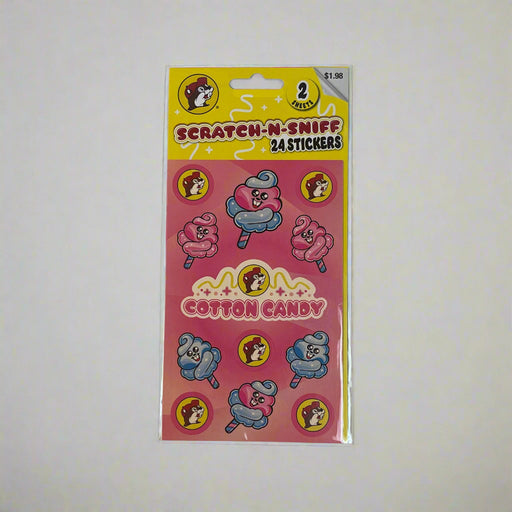 $1.98
2
SHEETS
SCRATCH-N-SNIFF
24 STICKERS
COTTON CANDY